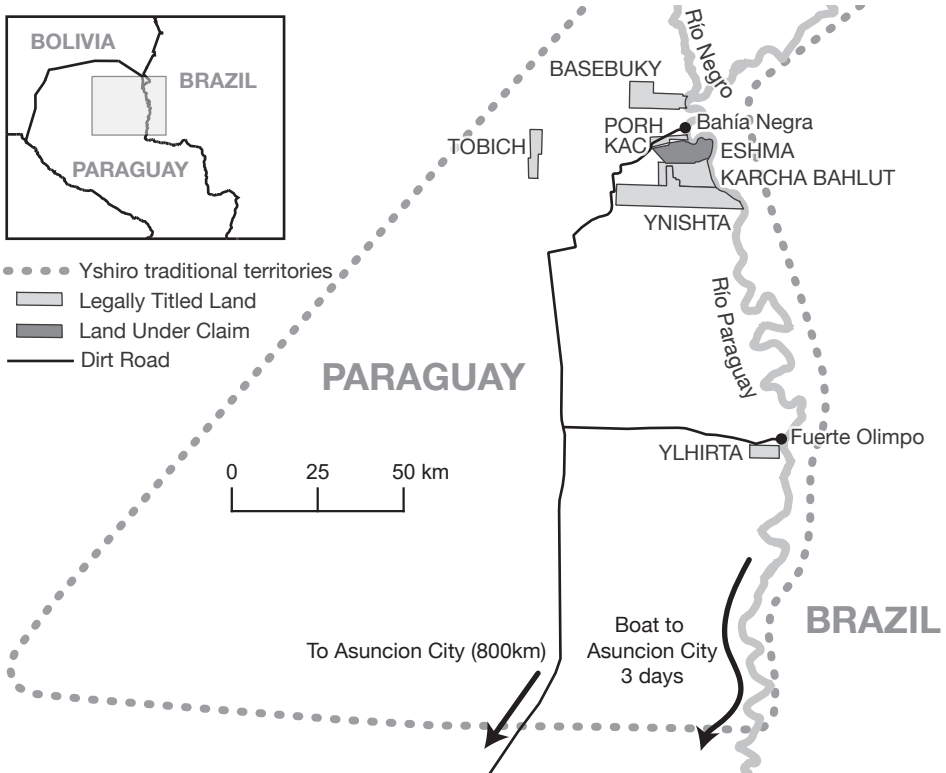 BOLIVIA
BRAZIL
PARAGUAY
Yshiro traditional territories
Legally Titled Land
Land Under Claim
Dirt Road
Río Negro
BASEBUKY
Bahía Negra
PORH
KAC
TOBICH
ESHMA
KARCHA BAHLUT
YNISHTA
Río Paraguay
PARAGUAY
Fuerte Olimpo
YLHIRTA
0 25 50 km
BRAZIL
To Asuncion City (800km)
Boat to
Asuncion City
3 days